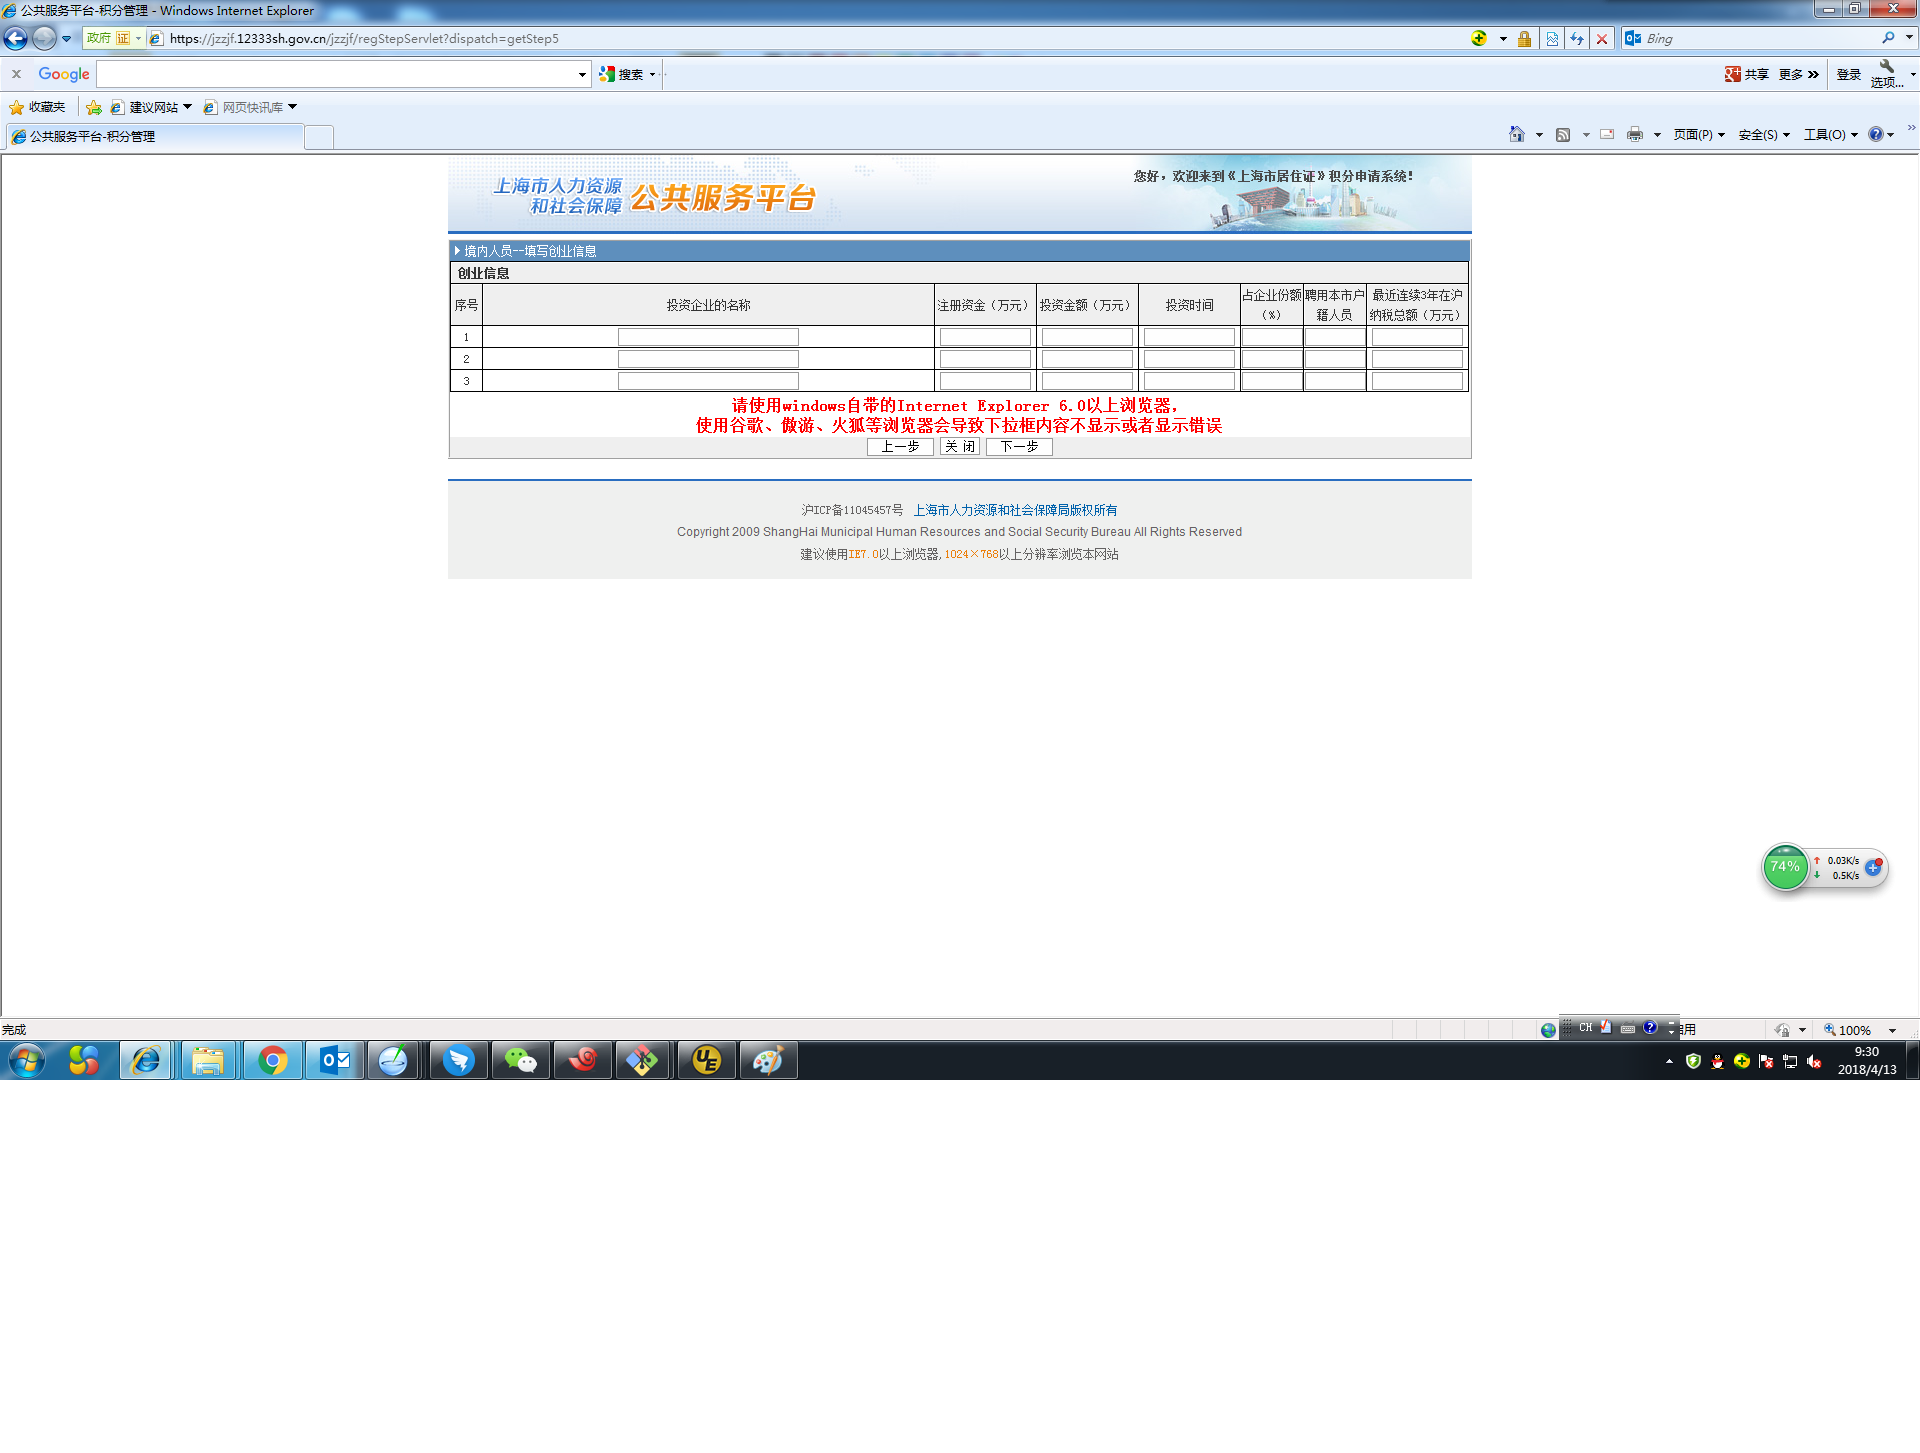 公共服务平台-积分管理 - Windows Internet Explorer
政府 证 https://jzzjf.12333sh.gov.cn/jzzjf/regStepServlet?dispatch=getStep5 Bing
x Google 搜索 共享 更多 登录 选项...
收藏夹 建议网站 网页快讯库
公共服务平台-积分管理 页面(P) 安全(S) 工具(O)
上海市人力资源
和社会保障 公共服务平台
您好,欢迎来到《上海市居住证》积分申请系统!
境内人员--填写创业信息
创业信息
序号 投资企业的名称 注册资金(万元) 投资金额(万元) 投资时间 占企业份额(%) 聘用本市户籍人员 最近连续3年在沪纳税总额(万元)
1
2
3
请使用windows自带的Internet Explorer 6.0以上浏览器,
使用谷歌、傲游、火狐等浏览器会导致下拉框内容不显示或者显示错误
上一步 关 闭 下一步
沪ICP备11045457号 上海市人力资源和社会保障局版权所有
Copyright 2009 ShangHai Municipal Human Resources and Social Security Bureau All Rights Reserved
建议使用IE7.0以上浏览器, 1024×768以上分辨率浏览本网站
74% 0.03K/s
0.5K/s
完成 CH 用 100%
9:30
2018/4/13